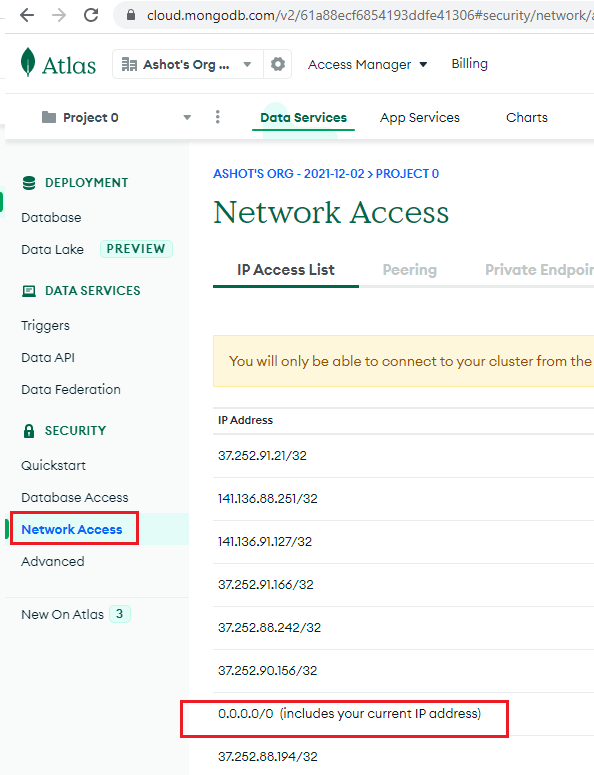 cloud.mongodb.com/v2/61a88ecf6854193ddfe41306#security/network/a
Atlas
Ashot's Org ...
Access Manager
Billing
Project 0
Data Services
App Services
Charts
DEPLOYMENT
Database
Data Lake PREVIEW
DATA SERVICES
Triggers
Data API
Data Federation
SECURITY
Quickstart
Database Access
Network Access
Advanced
New On Atlas 3
ASHOT'S ORG - 2021-12-02 > PROJECT 0
Network Access
IP Access List
Peering
Private Endpoin
You will only be able to connect to your cluster from the
IP Address
37.252.91.21/32
141.136.88.251/32
141.136.91.127/32
37.252.91.166/32
37.252.88.242/32
37.252.90.156/32
0.0.0.0/0 (includes your current IP address)
37.252.88.194/32